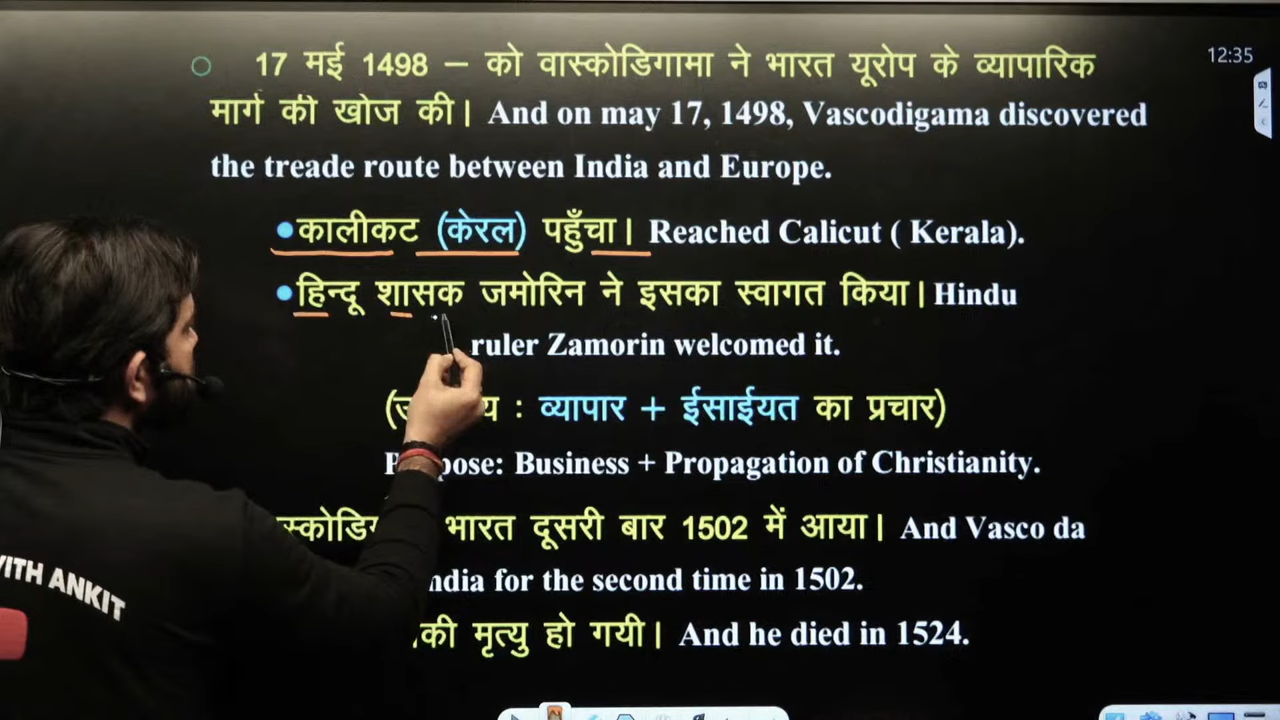 17 मई 1498 – को वास्कोडिगामा ने भारत यूरोप के व्यापारिक
12:35
मार्ग की खोज की। And on may 17, 1498, Vascodigama discovered
the treade route between India and Europe.
•कालीकट (केरल) पहुँचा। Reached Calicut ( Kerala).
•हिन्दू शासक जमोरिन ने इसका स्वागत किया। Hindu
ruler Zamorin welcomed it.
: व्यापार + ईसाईयत का प्रचार)
Business + Propagation of Christianity.
भारत दूसरी बार 1502 में आया। And Vasco da
for the second time in 1502.
मृत्यु हो गयी। And he died in 1524.
ANKIT